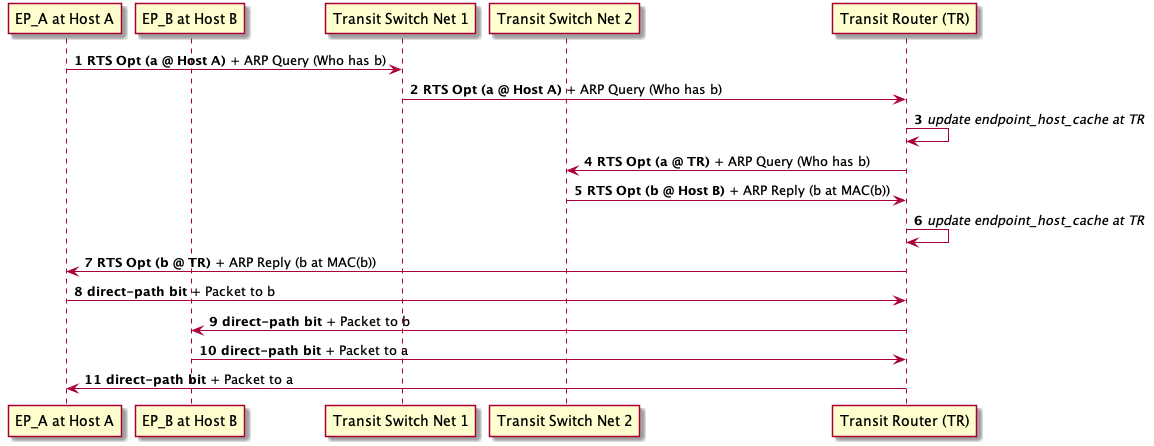 EP_A at Host A
EP_B at Host B
Transit Switch Net 1
Transit Switch Net 2
Transit Router (TR)
1 RTS Opt (a @ Host A) + ARP Query (Who has b)
2 RTS Opt (a @ Host A) + ARP Query (Who has b)
3 update endpoint_host_cache at TR
4 RTS Opt (a @ TR) + ARP Query (Who has b)
5 RTS Opt (b @ Host B) + ARP Reply (b at MAC(b))
6 update endpoint_host_cache at TR
7 RTS Opt (b @ TR) + ARP Reply (b at MAC(b))
8 direct-path bit + Packet to b
9 direct-path bit + Packet to b
10 direct-path bit + Packet to a
11 direct-path bit + Packet to a
EP_A at Host A
EP_B at Host B
Transit Switch Net 1
Transit Switch Net 2
Transit Router (TR)